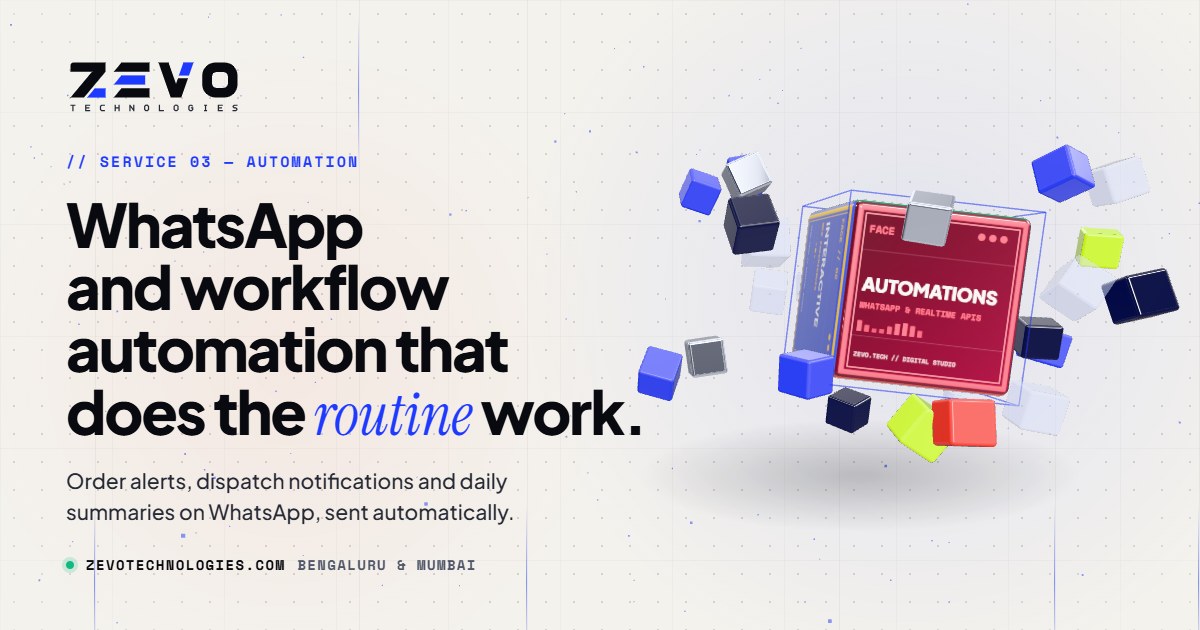 ZEVO
TECHNOLOGIES
// SERVICE 03 — AUTOMATION
WhatsApp
and workflow
automation that
does the routine work.
Order alerts, dispatch notifications and daily
summaries on WhatsApp, sent automatically.
ZEVOTECHNOLOGIES.COM BENGALURU & MUMBAI
INTERACTIVE
FACE
AUTOMATIONS
WHATSAPP & REALTIME APIS
ZEVO.TECH // DIGITAL STUDIO